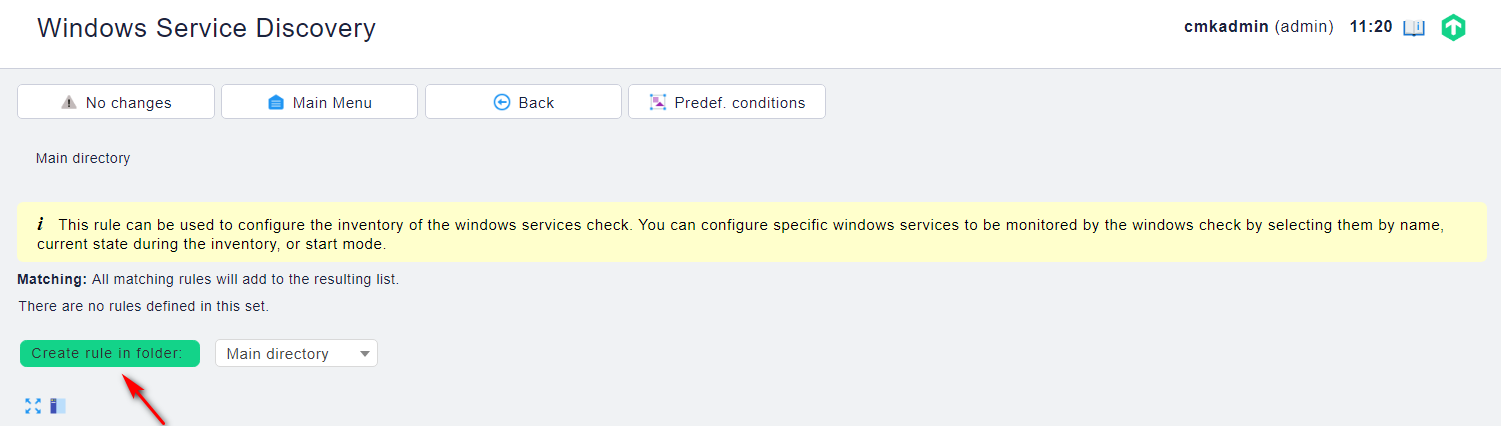 Windows Service Discovery
cmkadmin (admin) 11:20
No changes
Main Menu
Back
Predef. conditions
Main directory
i This rule can be used to configure the inventory of the windows services check. You can configure specific windows services to be monitored by the windows check by selecting them by name,
current state during the inventory, or start mode.
Matching: All matching rules will add to the resulting list.
There are no rules defined in this set.
Create rule in folder:
Main directory